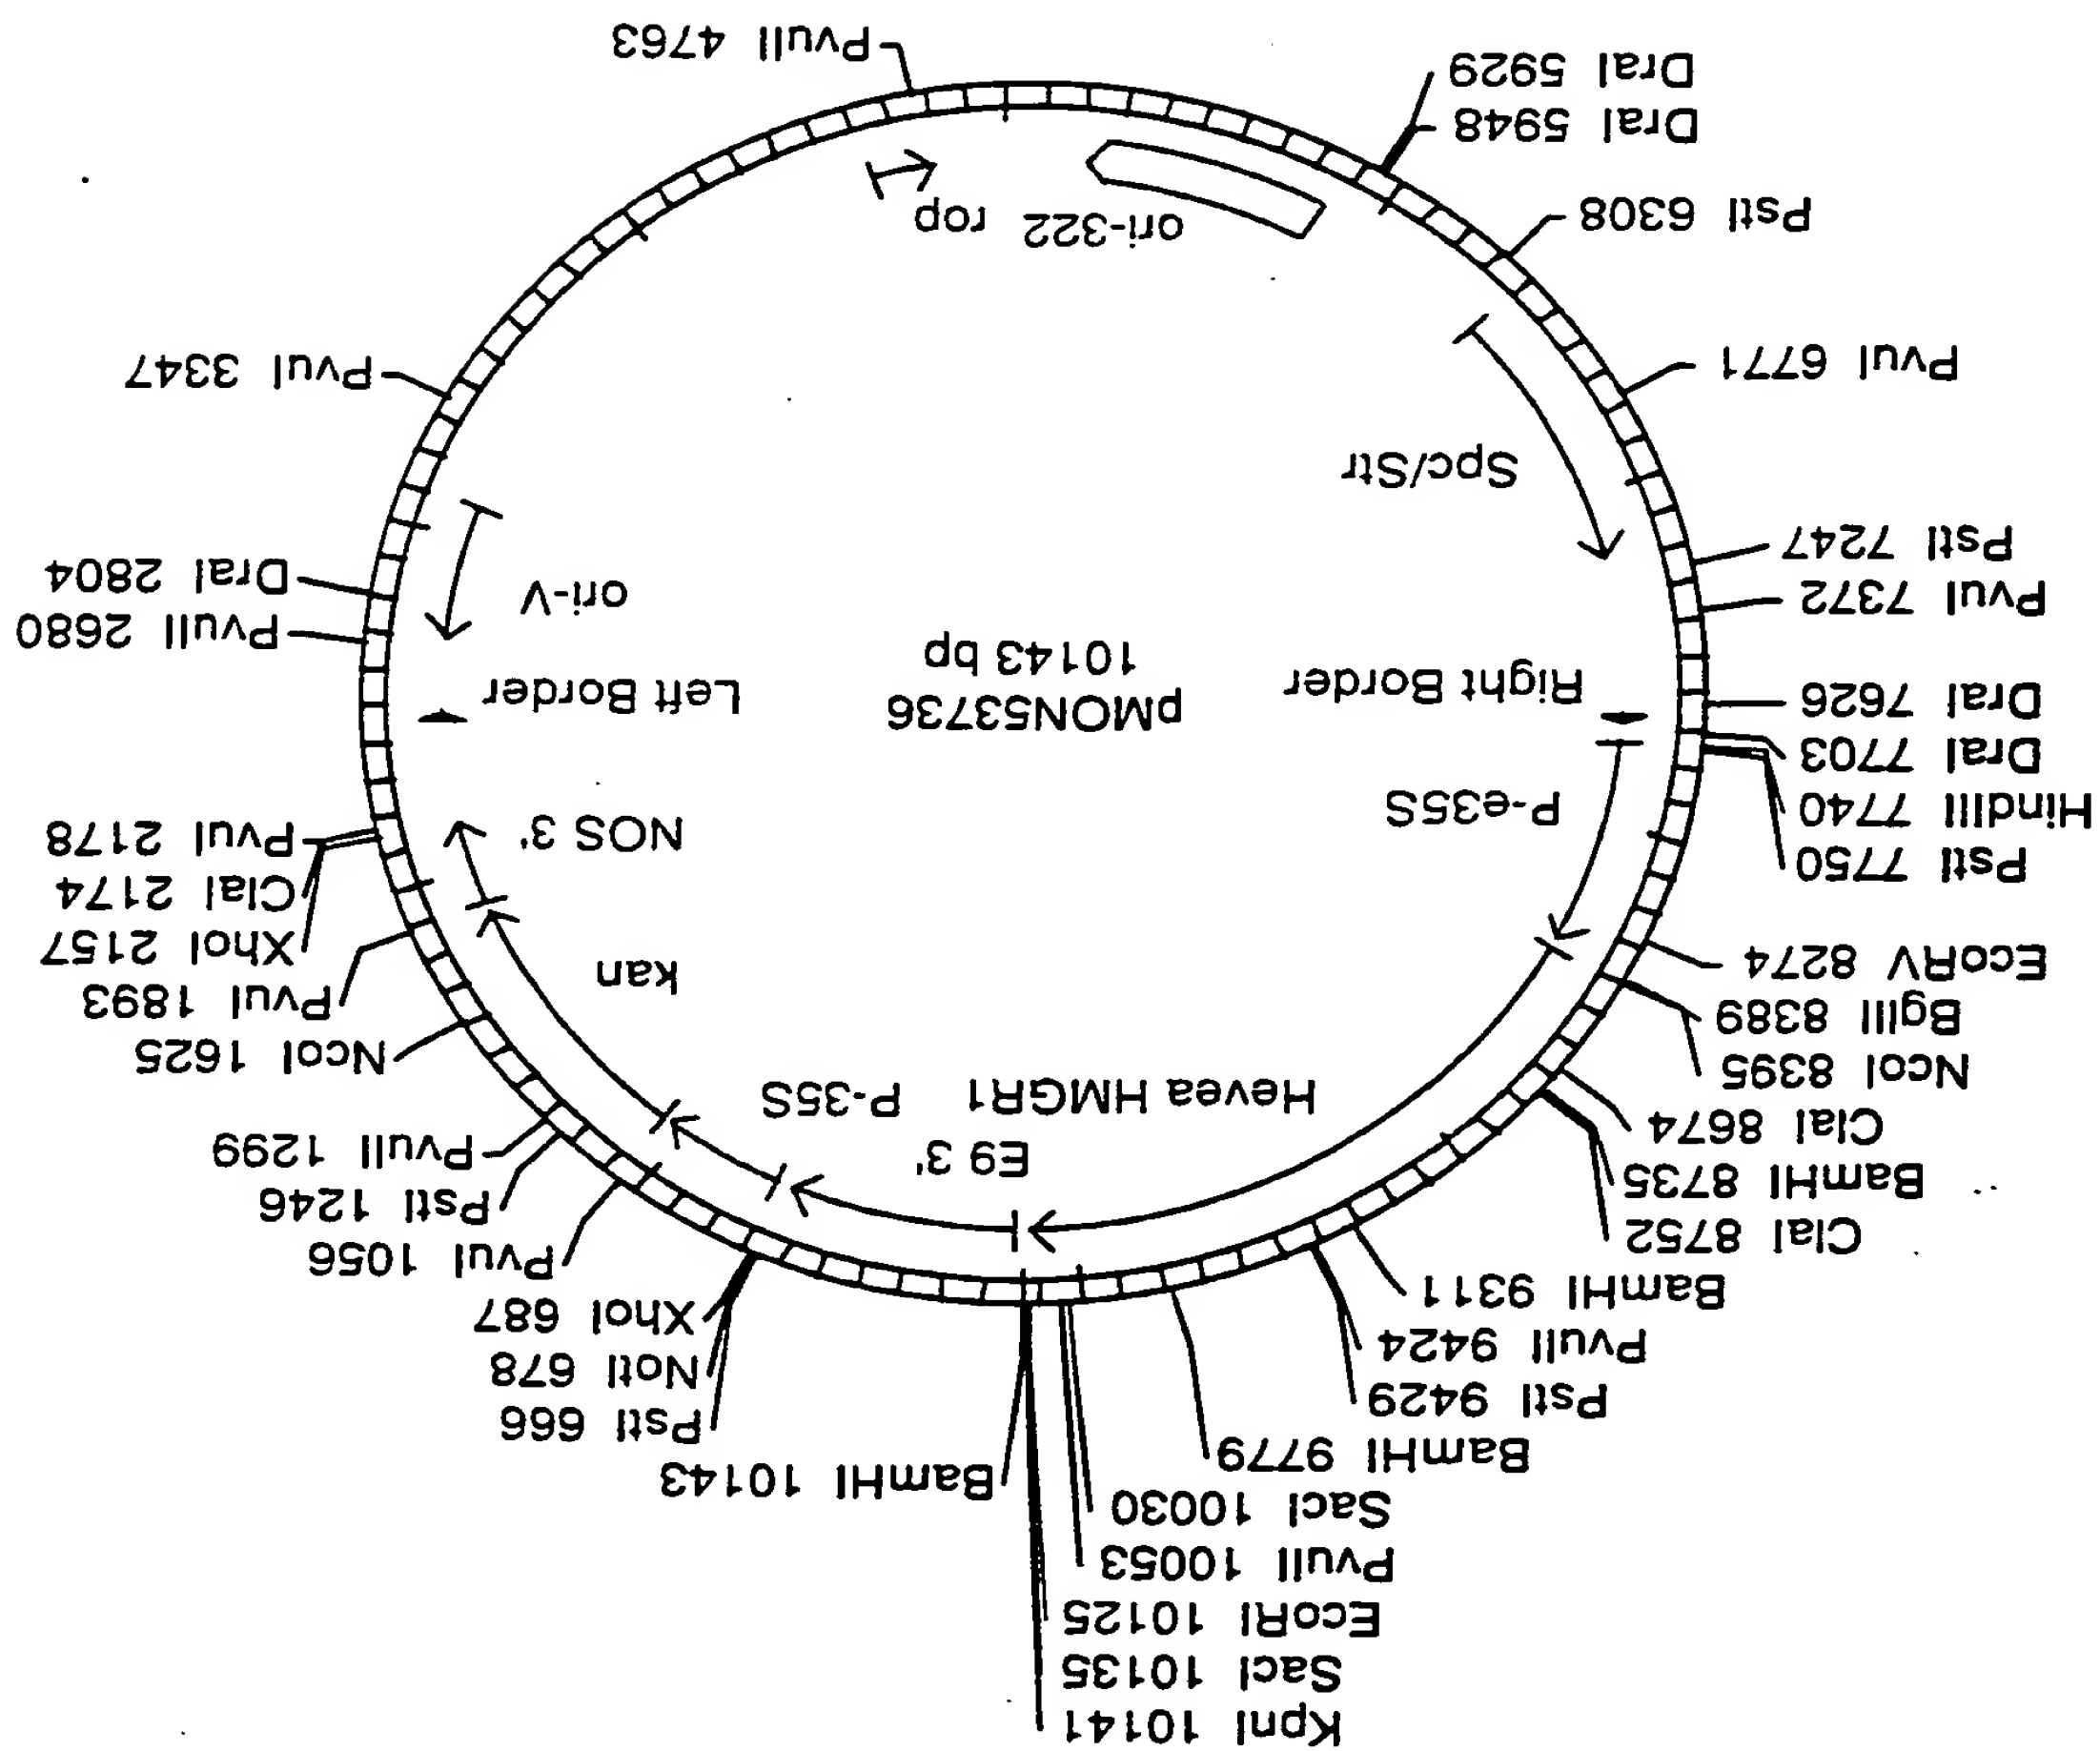 KpnI 10141
SacI 10135
EcoRI 10125
PvuII 10053
SacI 10030
BamHI 9779
PstI 9429
PvuII 9424
BamHI 9311
ClaI 8752
BamHI 8735
ClaI 8674
NcoI 8395
BglII 8389
EcoRV 8274
PstI 7750
HindIII 7740
DraI 7703
DraI 7626
PvuI 7372
PstI 7247
PvuI 6771
PstI 6308
DraI 5948
DraI 5929
BamHI 10143
PstI 666
NotI 678
XhoI 687
PvuI 1056
PstI 1246
PvuII 1299
NcoI 1625
PvuI 1893
XhoI 2157
ClaI 2174
PvuI 2178
PvuII 2680
DraI 2804
PvuI 3347
PvuII 4763
E9 3'
Hevea HMGR1
P-35S
kan
NOS 3'
P-e35S
Right Border
Left Border
pMON53736
10143 bp
ori-V
Spc/Str
ori-322
rop